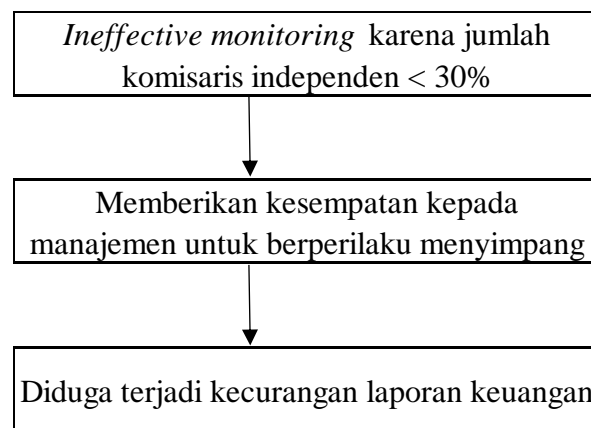 Ineffective monitoring karena jumlah
komisaris independen < 30%
Memberikan kesempatan kepada
manajemen untuk berperilaku menyimpang
Diduga terjadi kecurangan laporan keuangan